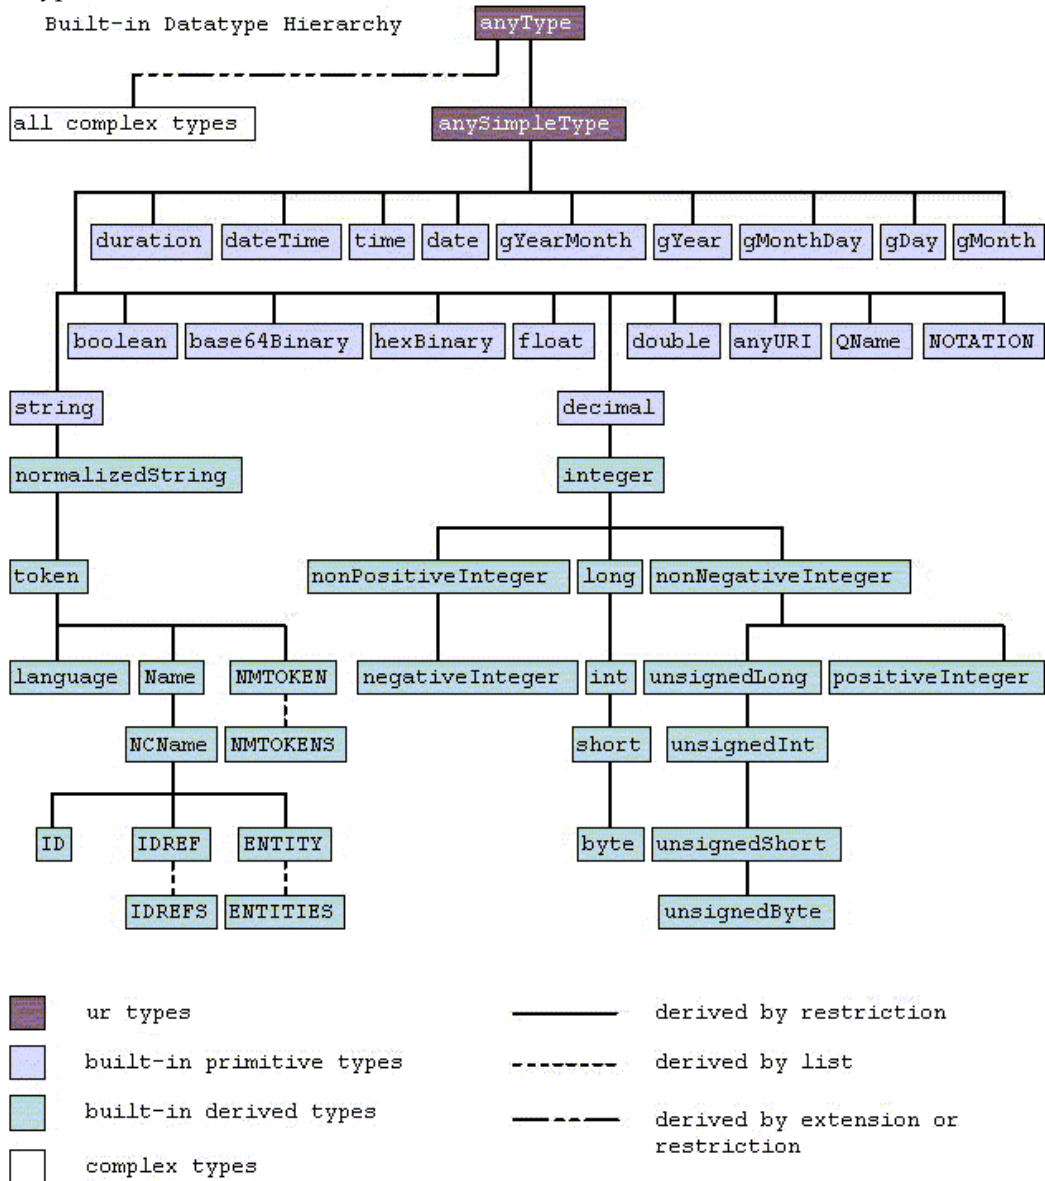 Built-in Datatype Hierarchy
anyType
all complex types
anySimpleType
duration
dateTime
time
date
gYearMonth
gYear
gMonthDay
gDay
gMonth
boolean
base64Binary
hexBinary
float
double
anyURI
QName
NOTATION
string
decimal
normalizedString
integer
token
nonPositiveInteger
long
nonNegativeInteger
language
Name
NMTOKEN
negativeInteger
int
unsignedLong
positiveInteger
NCName
NMTOKENS
short
unsignedInt
ID
IDREF
ENTITY
byte
unsignedShort
IDREFS
ENTITIES
unsignedByte
ur types
derived by restriction
built-in primitive types
derived by list
built-in derived types
derived by extension or
restriction
complex types